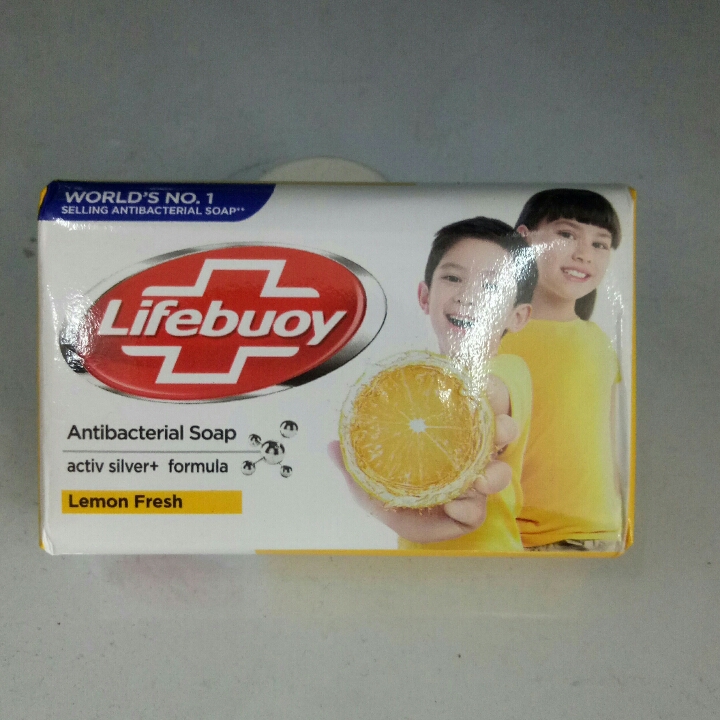 WORLD'S NO. 1
SELLING ANTIBACTERIAL SOAP**
Lifebuoy
Antibacterial Soap
activ silver+ formula
Lemon Fresh